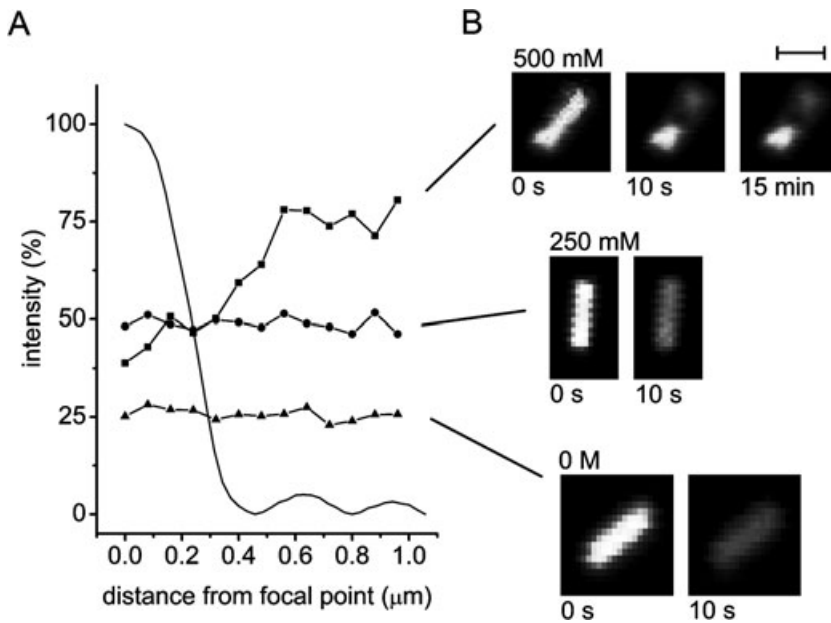 A
B
500 mM
0 s
10 s
15 min
250 mM
0 s
10 s
0 M
0 s
10 s
100
75
50
25
0
intensity (%)
0.0 0.2 0.4 0.6 0.8 1.0
distance from focal point (μm)